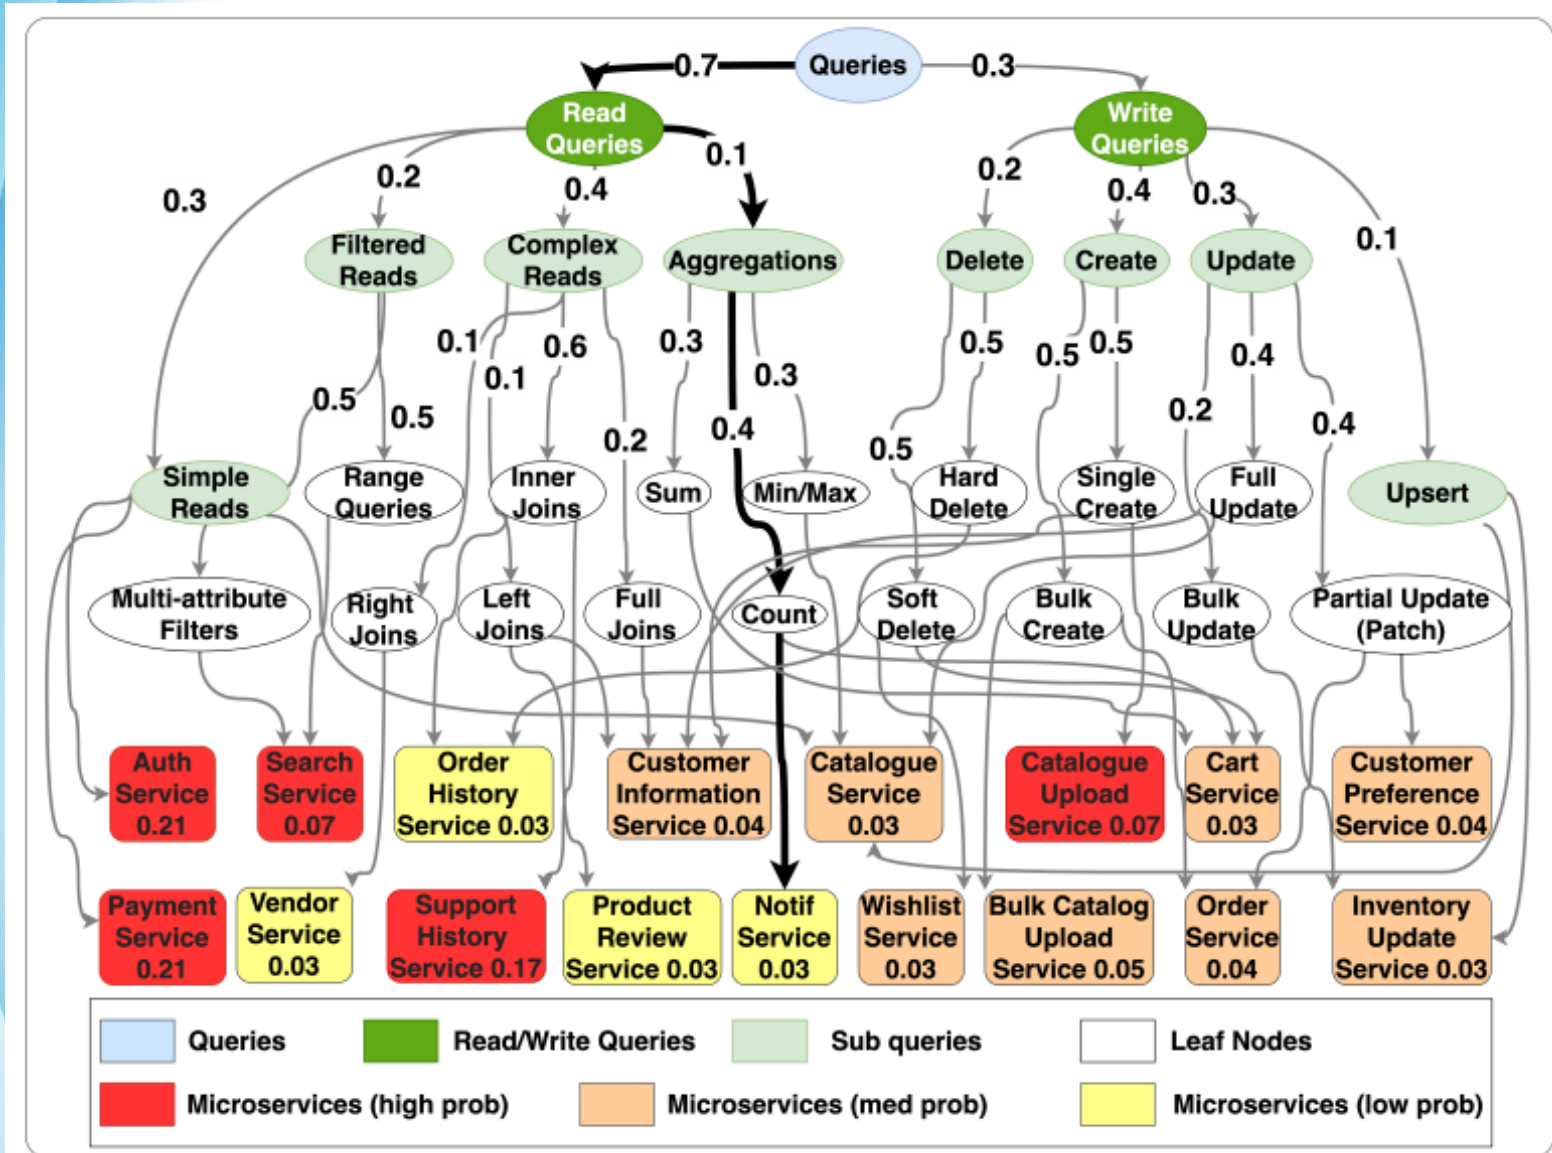 Queries
0.7
0.3
Read
Queries
Write
Queries
0.3
0.2
0.4
0.1
0.2
0.4
0.3
0.1
Filtered
Reads
Complex
Reads
Aggregations
Delete
Create
Update
0.5
0.5
0.1
0.1
0.6
0.2
0.3
0.4
0.3
0.5
0.5
0.5
0.5
0.2
0.4
0.4
Simple
Reads
Range
Queries
Inner
Joins
Sum
Min/Max
Hard
Delete
Single
Create
Full
Update
Upsert
Multi-attribute
Filters
Right
Joins
Left
Joins
Full
Joins
Count
Soft
Delete
Bulk
Create
Bulk
Update
Partial Update
(Patch)
Auth
Service
0.21
Search
Service
0.07
Order
History
Service 0.03
Customer
Information
Service 0.04
Catalogue
Service
0.03
Catalogue
Upload
Service 0.07
Cart
Service
0.03
Customer
Preference
Service 0.04
Payment
Service
0.21
Vendor
Service
0.03
Support
History
Service 0.17
Product
Review
Service 0.03
Notif
Service
0.03
Wishlist
Service
0.03
Bulk Catalog
Upload
Service 0.05
Order
Service
0.04
Inventory
Update
Service 0.03
Queries
Read/Write Queries
Sub queries
Leaf Nodes
Microservices (high prob)
Microservices (med prob)
Microservices (low prob)